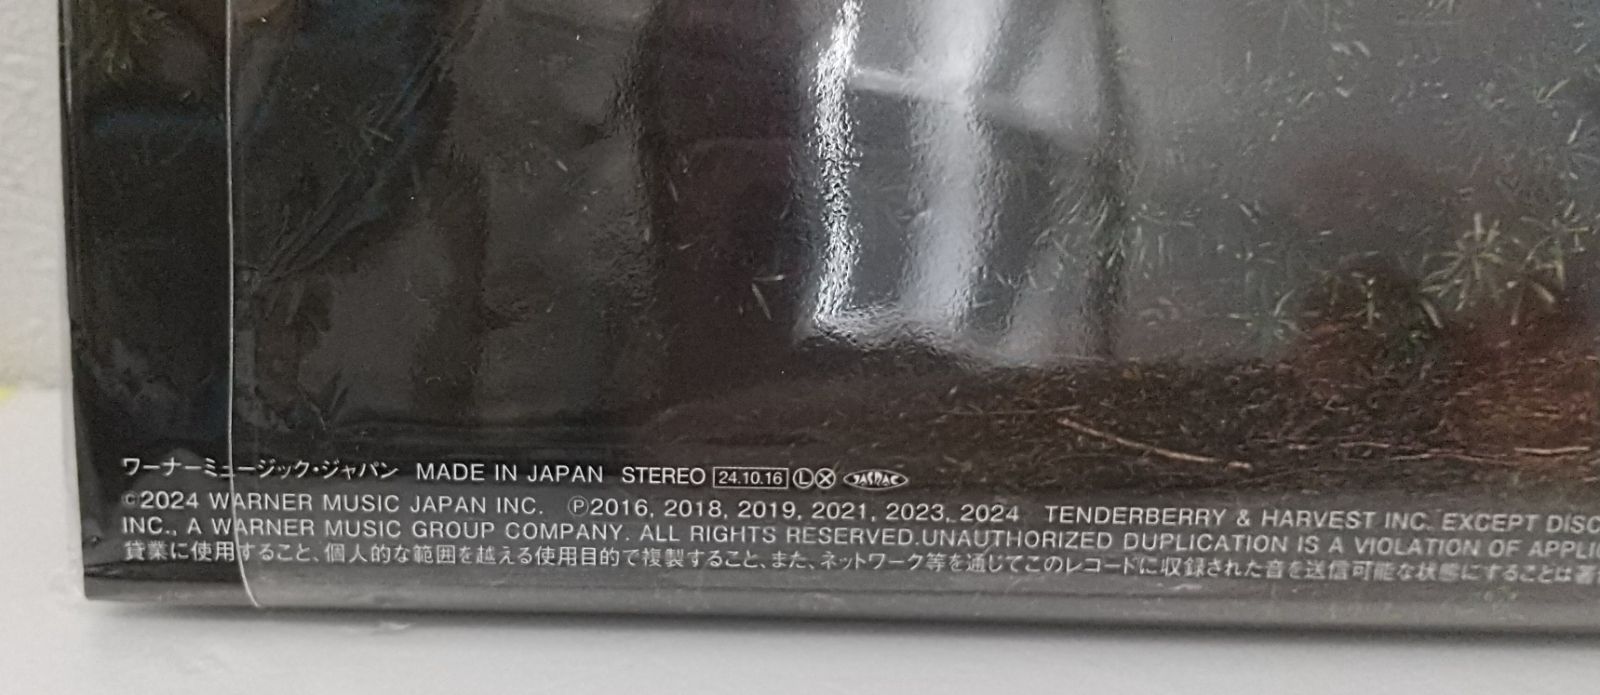 ワーナーミュージック・ジャパン MADE IN JAPAN STEREO 24.10.16 Ⓛ Ⓧ JASRAC
©2024 WARNER MUSIC JAPAN INC. ℗2016, 2018, 2019, 2021, 2023, 2024 TENDERBERRY & HARVEST INC. EXCEPT DISC
INC., A WARNER MUSIC GROUP COMPANY. ALL RIGHTS RESERVED.UNAUTHORIZED DUPLICATION IS A VIOLATION OF APPLI
貸業に使用すること、個人的な範囲を越える使用目的で複製すること、また、ネットワーク等を通じてこのレコードに収録された音を送信可能な状態にすることは著